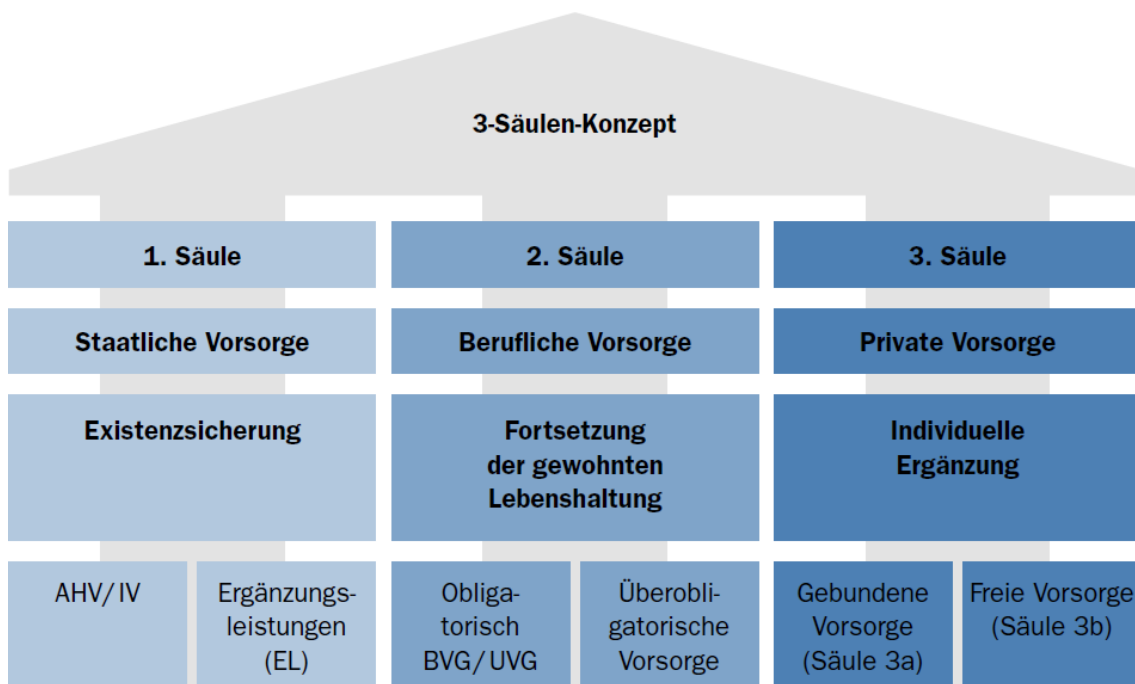 3-Säulen-Konzept
1. Säule
2. Säule
3. Säule
Staatliche Vorsorge
Berufliche Vorsorge
Private Vorsorge
Existenzsicherung
Fortsetzung
der gewohnten
Lebenshaltung
Individuelle
Ergänzung
AHV/IV
Ergänzungs-
leistungen
(EL)
Obliga-
torisch
BVG/UVG
Überobli-
gatorische
Vorsorge
Gebundene
Vorsorge
(Säule 3a)
Freie Vorsorge
(Säule 3b)